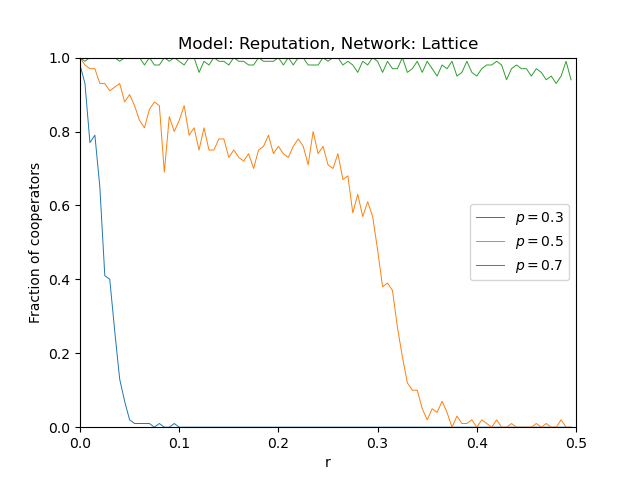 Model: Reputation, Network: Lattice
1.0
0.8
0.6
0.4
0.2
0.0
Fraction of cooperators
p = 0.3
p = 0.5
p = 0.7
0.0 0.1 0.2 0.3 0.4 0.5
r